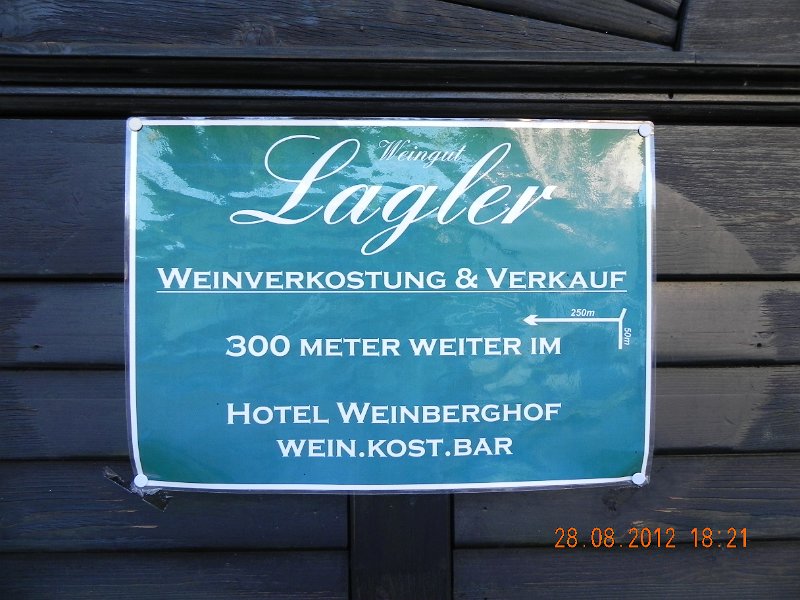 Weingut
Lagler
WEINVERKOSTUNG & VERKAUF
250m
50m
300 METER WEITER IM
HOTEL WEINBERGHOF
WEIN.KOST.BAR
28.08.2012 18:21